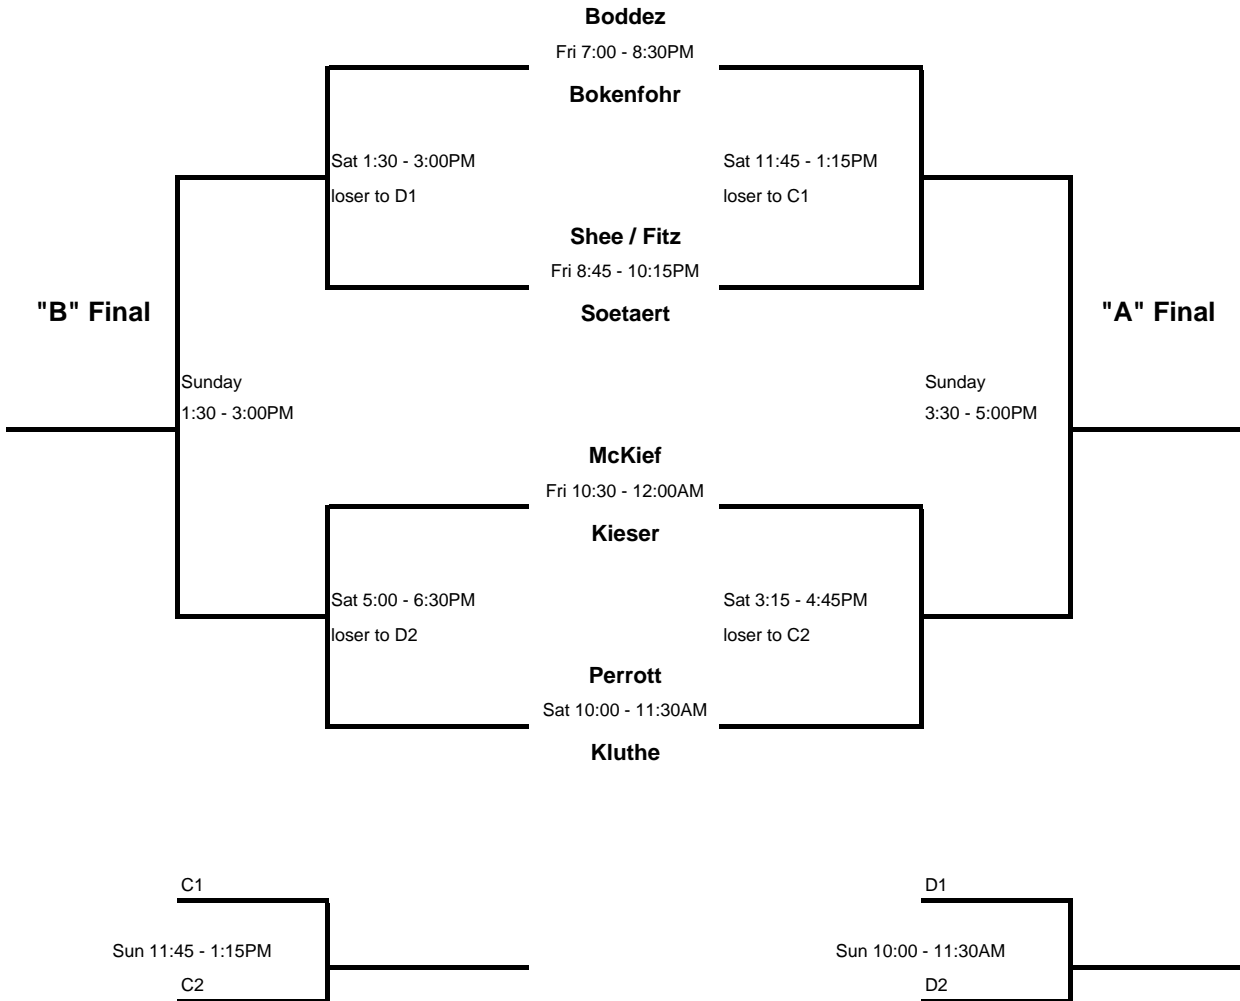 Boddez
Fri 7:00 - 8:30PM
Bokenfohr
Sat 1:30 - 3:00PM
Sat 11:45 - 1:15PM
loser to D1
loser to C1
Shee / Fitz
Fri 8:45 - 10:15PM
"B" Final
Soetaert
"A" Final
Sunday
Sunday
1:30 - 3:00PM
3:30 - 5:00PM
McKief
Fri 10:30 - 12:00AM
Kieser
Sat 5:00 - 6:30PM
Sat 3:15 - 4:45PM
loser to D2
loser to C2
Perrott
Sat 10:00 - 11:30AM
Kluthe
C1
D1
Sun 11:45 - 1:15PM
Sun 10:00 - 11:30AM
C2
D2